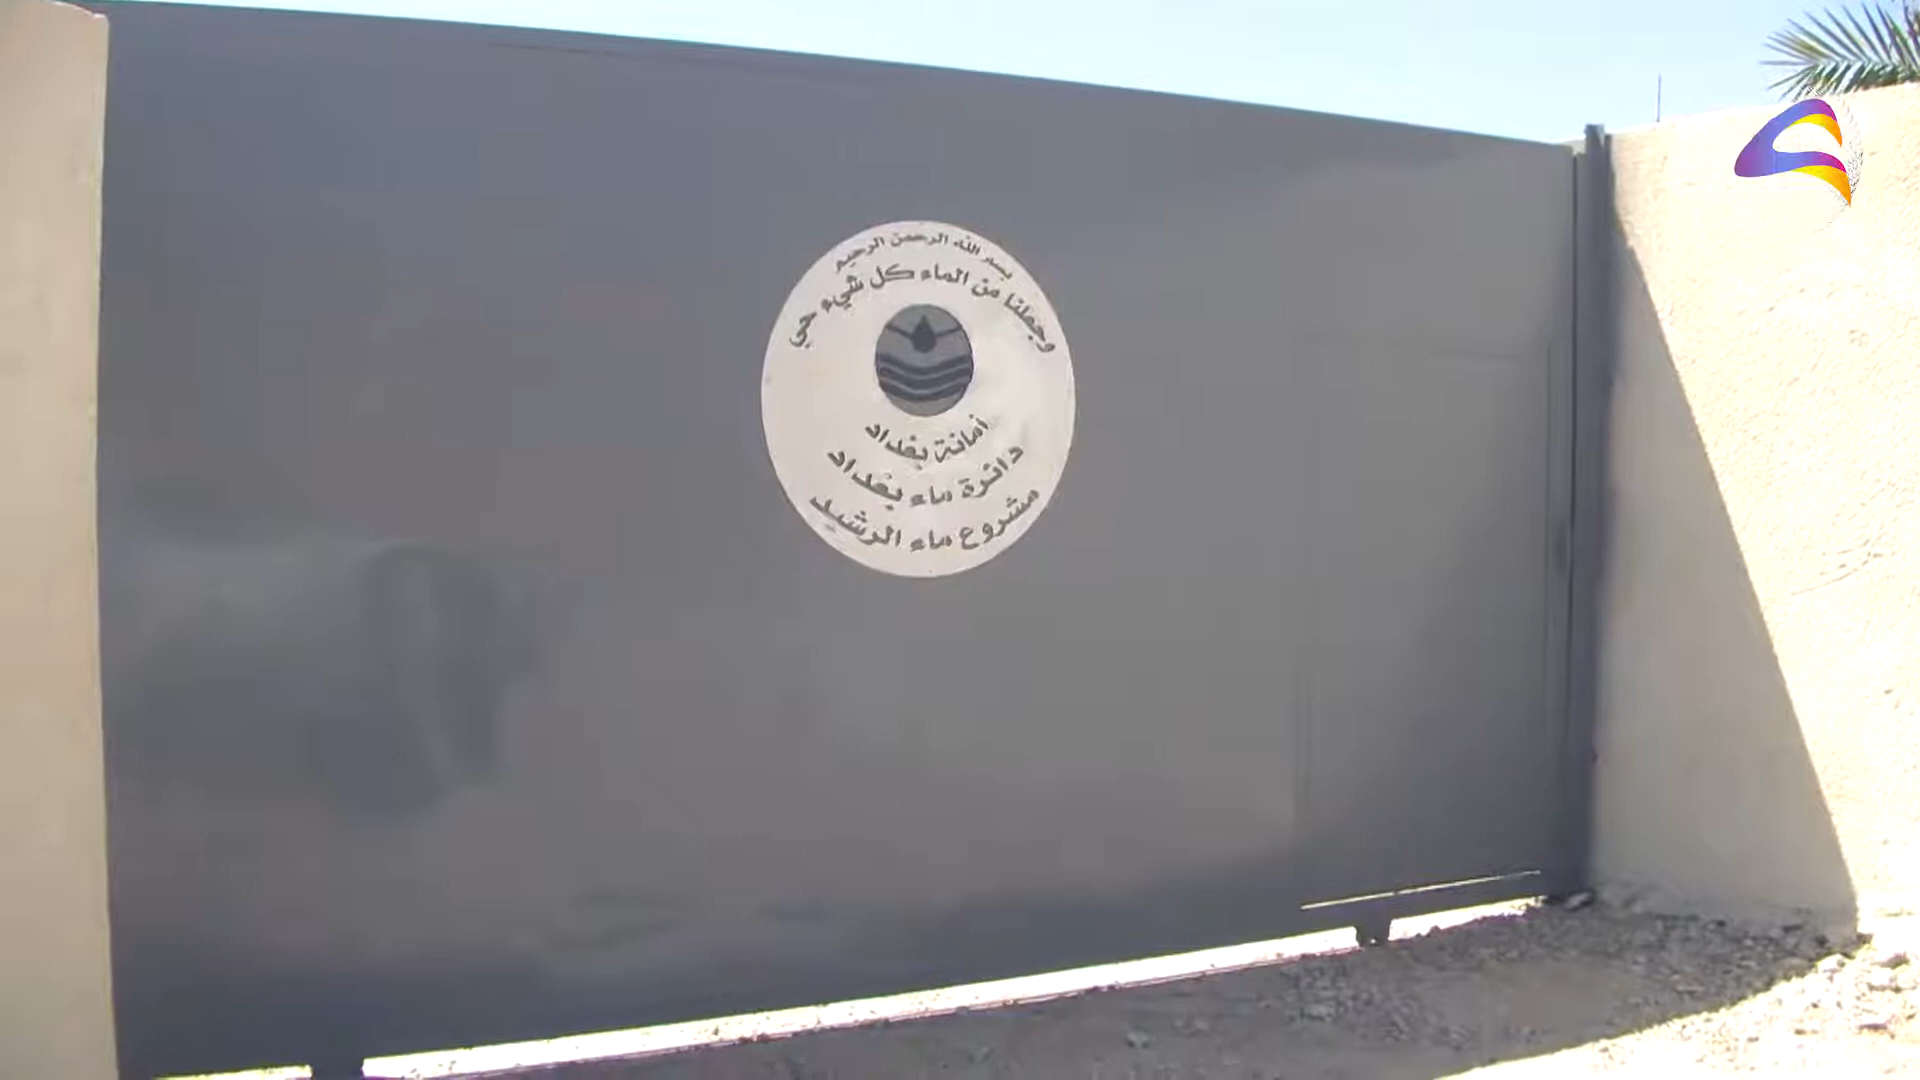 بسم الله الرحمن الرحيم
وجعلنا من الماء كل شيء حي
أمانة بغداد
دائرة ماء بغداد
مشروع ماء الرشيد